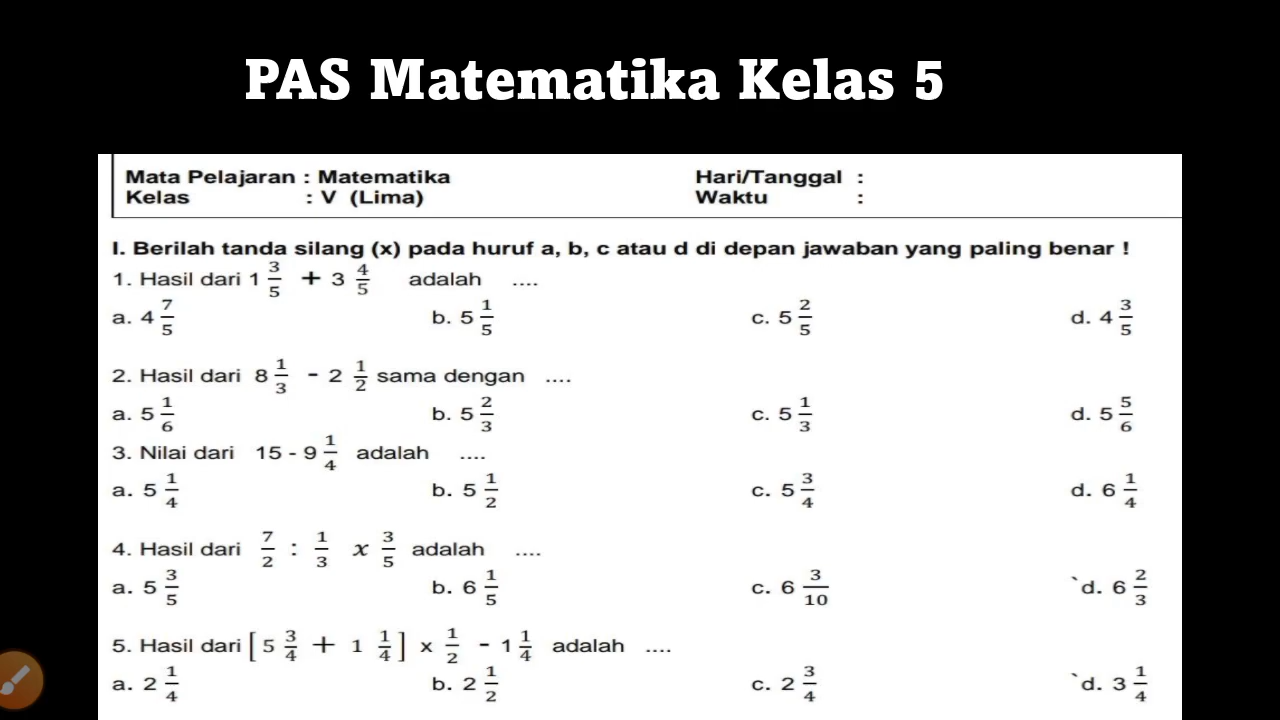 PAS Matematika Kelas 5
Mata Pelajaran : Matematika Hari/Tanggal :
Kelas : V (Lima) Waktu :
I. Berilah tanda silang (x) pada huruf a, b, c atau d di depan jawaban yang paling benar !
1. Hasil dari 1 3/5 + 3 4/5 adalah ....
a. 4 7/5 b. 5 1/5 c. 5 2/5 d. 4 3/5
2. Hasil dari 8 1/3 - 2 1/2 sama dengan ....
a. 5 1/6 b. 5 2/3 c. 5 1/3 d. 5 5/6
3. Nilai dari 15 - 9 1/4 adalah ....
a. 5 1/4 b. 5 1/2 c. 5 3/4 d. 6 1/4
4. Hasil dari 7/2 : 1/3 x 3/5 adalah ....
a. 5 3/5 b. 6 1/5 c. 6 3/10 `d. 6 2/3
5. Hasil dari [ 5 3/4 + 1 1/4 ] x 1/2 - 1 1/4 adalah ....
a. 2 1/4 b. 2 1/2 c. 2 3/4 `d. 3 1/4